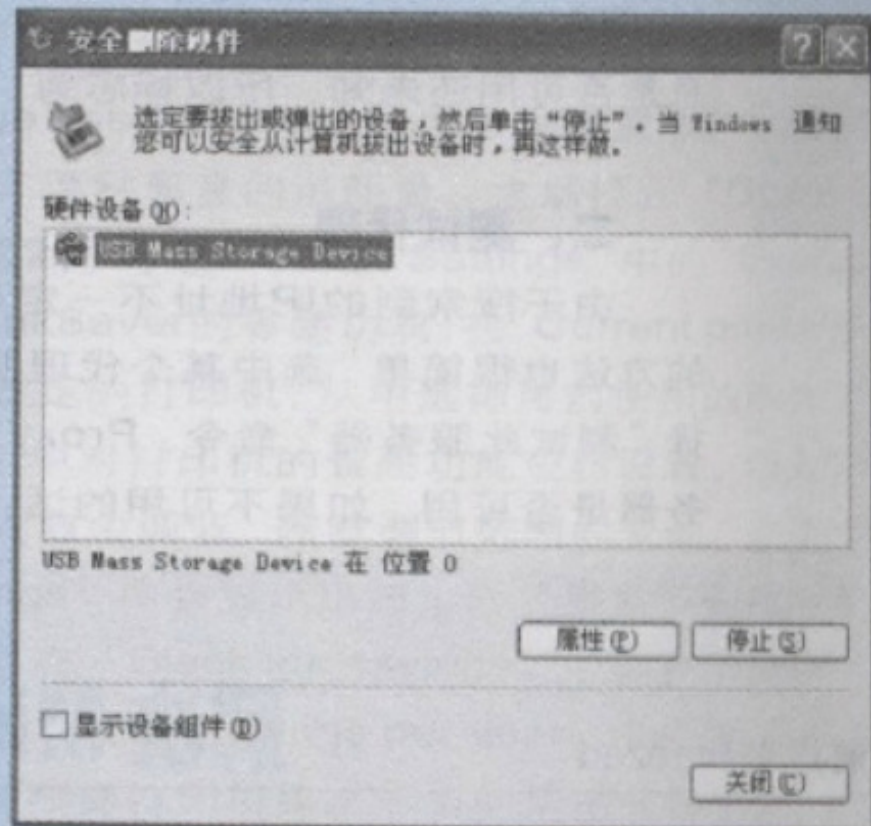 安全删除硬件
选定要拔出或弹出的设备，然后单击“停止”。当 Windows 通知
您可以安全从计算机拔出设备时，再这样做。
硬件设备(H):
USB Mass Storage Device
USB Mass Storage Device 在 位置 0
属性(P)
停止(S)
显示设备组件(D)
关闭(C)